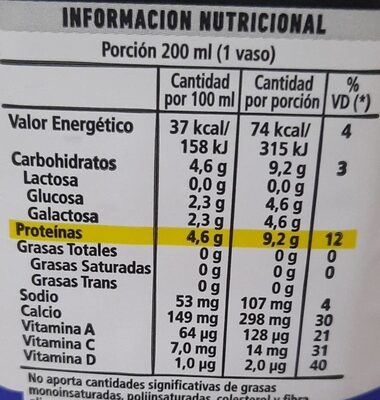 INFORMACION NUTRICIONAL
Porción 200 ml (1 vaso)
Cantidad por 100 ml Cantidad por porción % VD (*)
Valor Energético 37 kcal/ 158 kJ 74 kcal/ 315 kJ 4
Carbohidratos 4,6 g 9,2 g 3
Lactosa 0,0 g 0,0 g
Glucosa 2,3 g 4,6 g
Galactosa 2,3 g 4,6 g
Proteínas 4,6 g 9,2 g 12
Grasas Totales 0 g 0 g 0
Grasas Saturadas 0 g 0 g 0
Grasas Trans 0 g 0 g
Sodio 53 mg 107 mg 4
Calcio 149 mg 298 mg 30
Vitamina A 64 µg 128 µg 21
Vitamina C 7,0 mg 14 mg 31
Vitamina D 1,0 µg 2,0 µg 40
No aporta cantidades significativas de grasas
monoinsaturadas, poliinsaturadas, colesterol y fibra